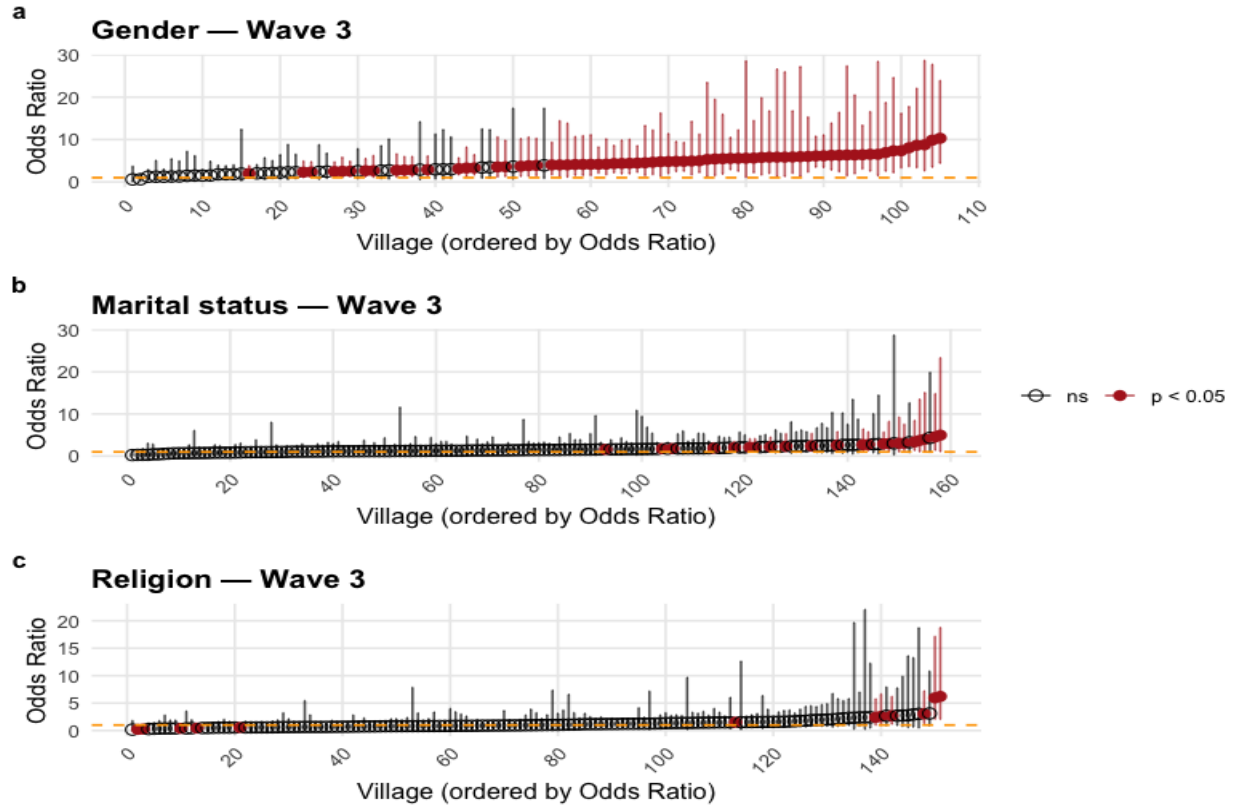 a
Gender — Wave 3
Odds Ratio
30
20
10
0
0 10 20 30 40 50 60 70 80 90 100 110
Village (ordered by Odds Ratio)
b
Marital status — Wave 3
Odds Ratio
30
20
10
0
0 20 40 60 80 100 120 140 160
Village (ordered by Odds Ratio)
ns p < 0.05
c
Religion — Wave 3
Odds Ratio
20
15
10
5
0
0 20 40 60 80 100 120 140
Village (ordered by Odds Ratio)